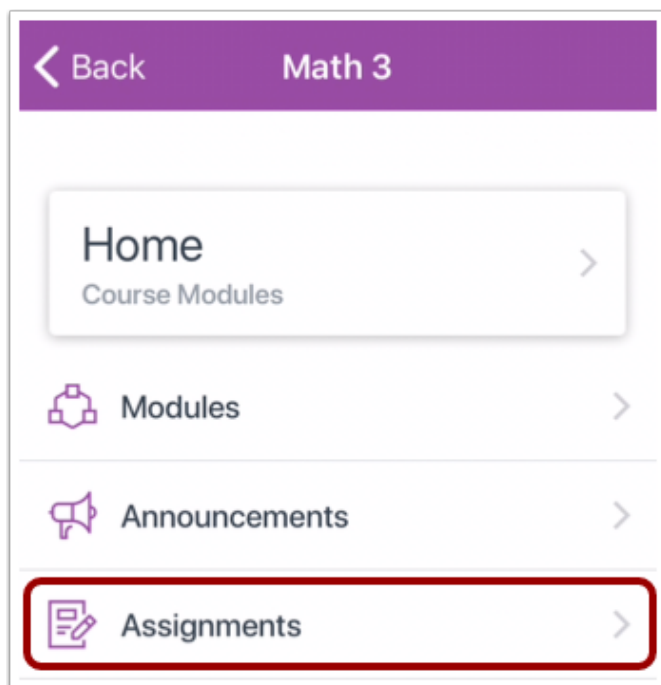 Back Math 3
Home
Course Modules
Modules
Announcements
Assignments